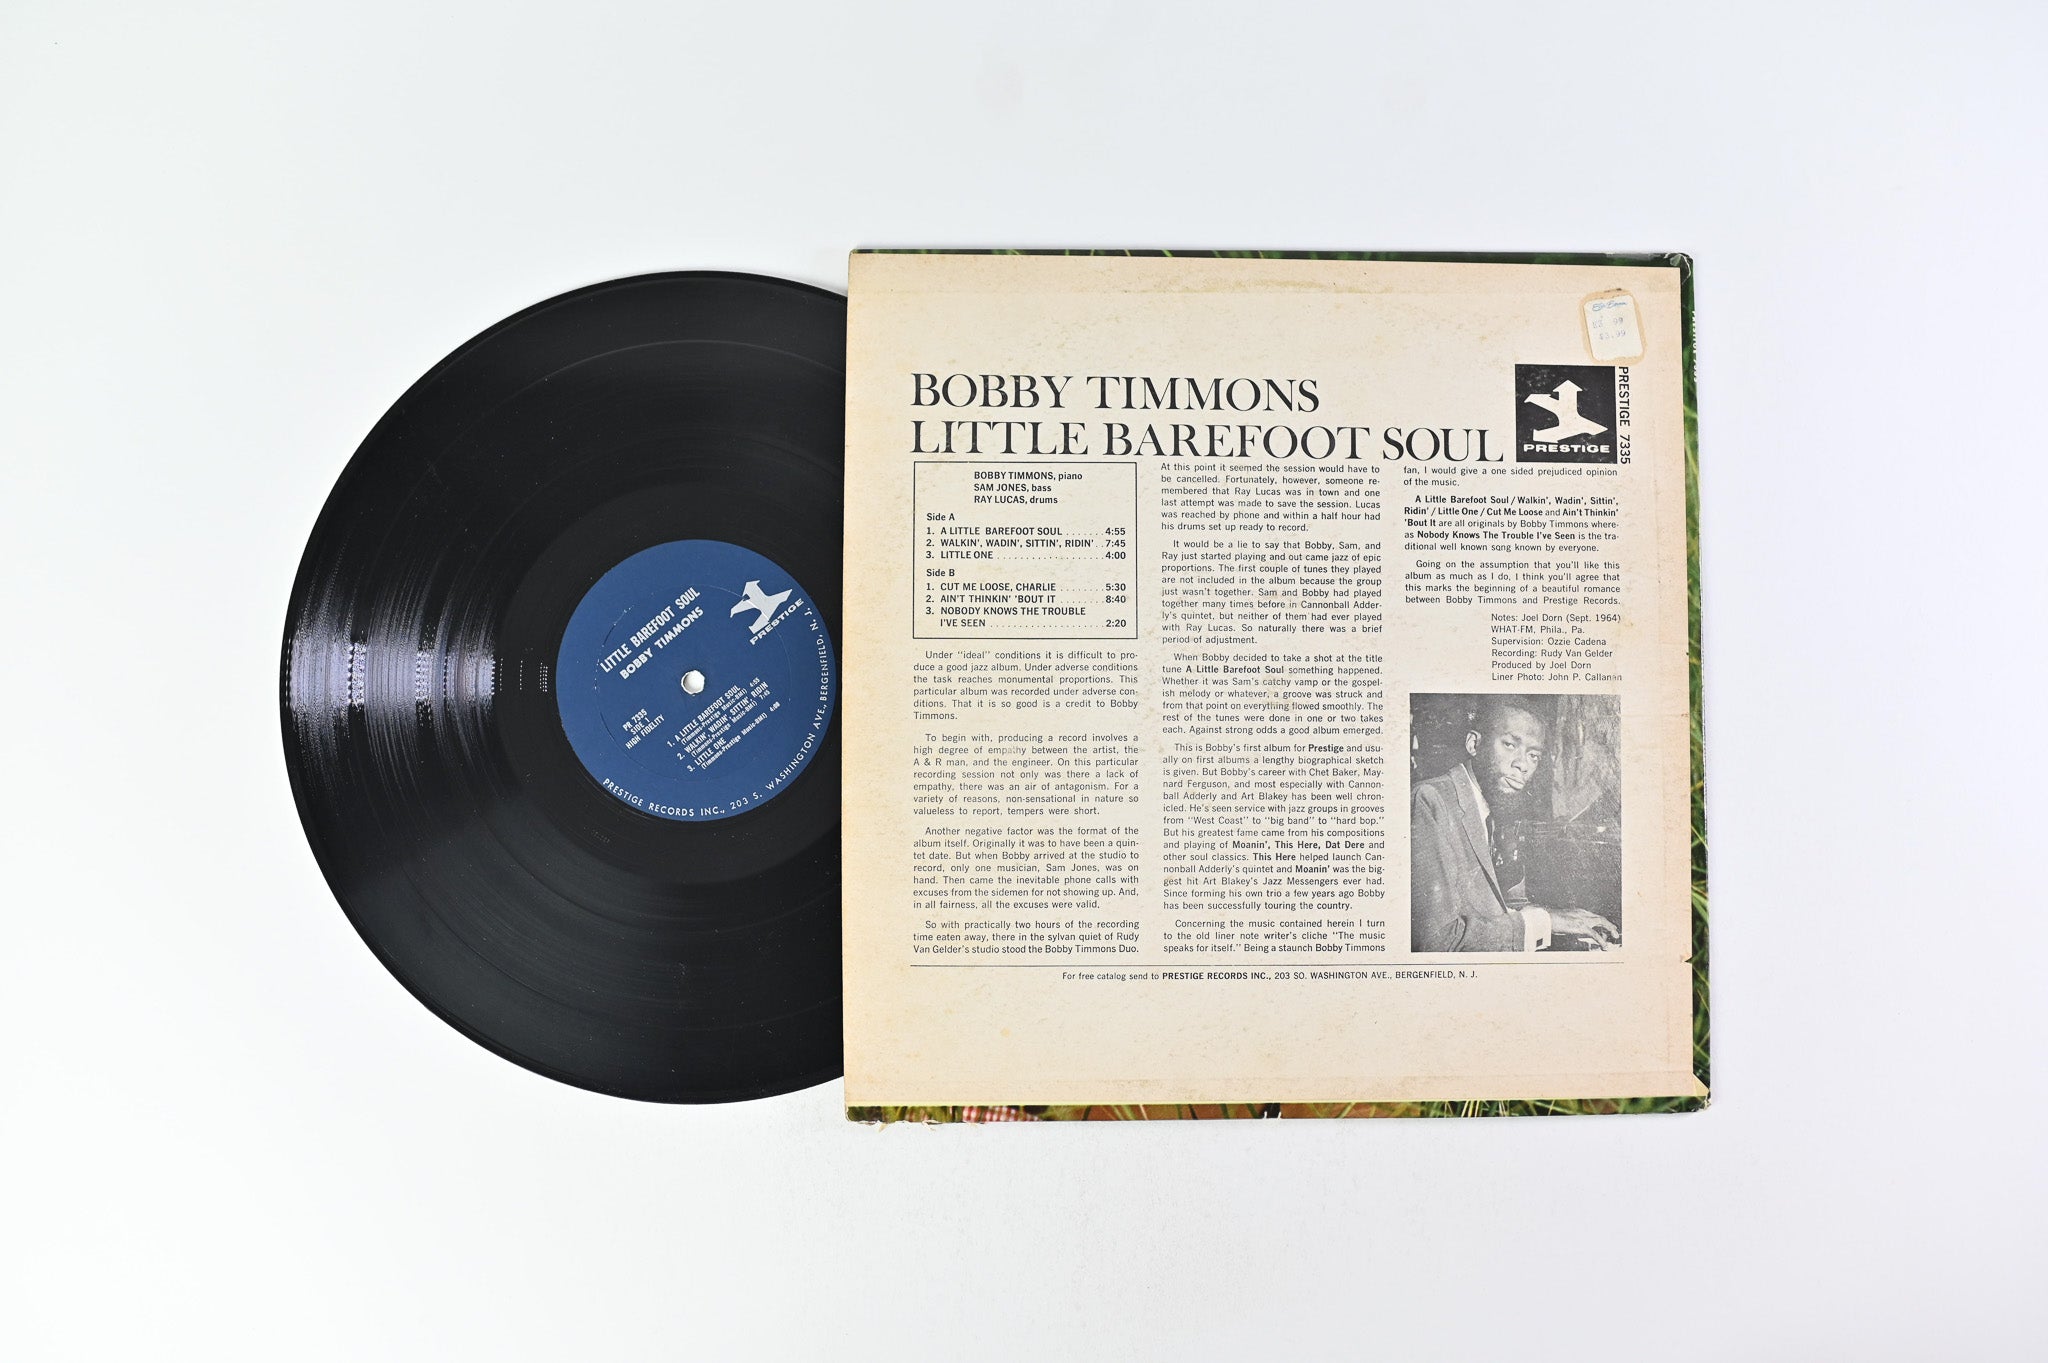 LITTLE BAREFOOT SOUL
BOBBY TIMMONS
PRESTIGE
PR 7335
SIDE 1
HIGH FIDELITY
1. A LITTLE BAREFOOT SOUL 4:55
(Timmons-Prestige Music-BMI)
2. WALKIN' WADIN' SITTIN' RIDIN 7:45
(Timmons-Prestige Music-BMI)
3. LITTLE ONE 4:00
(Timmons-Prestige Music-BMI)
PRESTIGE RECORDS INC., 203 S. WASHINGTON AVE., BERGENFIELD, N. J.
$3.99
BOBBY TIMMONS
LITTLE BAREFOOT SOUL
PRESTIGE
PRESTIGE 7335
BOBBY TIMMONS, piano
SAM JONES, bass
RAY LUCAS, drums
Side A
1. A LITTLE BAREFOOT SOUL ....... 4:55
2. WALKIN', WADIN', SITTIN', RIDIN' .. 7:45
3. LITTLE ONE .................. 4:00
Side B
1. CUT ME LOOSE, CHARLIE ........ 5:30
2. AIN'T THINKIN' 'BOUT IT ........ 8:40
3. NOBODY KNOWS THE TROUBLE
I'VE SEEN .................... 2:20
Under "ideal" conditions it is difficult to pro-
duce a good jazz album. Under adverse conditions
the task reaches monumental proportions. This
particular album was recorded under adverse con-
ditions. That it is so good is a credit to Bobby
Timmons.
To begin with, producing a record involves a
high degree of empathy between the artist, the
A & R man, and the engineer. On this particular
recording session not only was there a lack of
empathy, there was an air of antagonism. For a
variety of reasons, non-sensational in nature so
valueless to report, tempers were short.
Another negative factor was the format of the
album itself. Originally it was to have been a quin-
tet date. But when Bobby arrived at the studio to
record, only one musician, Sam Jones, was on
hand. Then came the inevitable phone calls with
excuses from the sidemen for not showing up. And,
in all fairness, all the excuses were valid.
So with practically two hours of the recording
time eaten away, there in the sylvan quiet of Rudy
Van Gelder's studio stood the Bobby Timmons Duo.
At this point it seemed the session would have to
be cancelled. Fortunately, however, someone re-
membered that Ray Lucas was in town and one
last attempt was made to save the session. Lucas
was reached by phone and within a half hour had
his drums set up ready to record.
It would be a lie to say that Bobby, Sam, and
Ray just started playing and out came jazz of epic
proportions. The first couple of tunes they played
are not included in the album because the group
just wasn't together. Sam and Bobby had played
together many times before in Cannonball Adder-
ly's quintet, but neither of them had ever played
with Ray Lucas. So naturally there was a brief
period of adjustment.
When Bobby decided to take a shot at the title
tune A Little Barefoot Soul something happened.
Whether it was Sam's catchy vamp or the gospel-
ish melody or whatever, a groove was struck and
from that point on everything flowed smoothly. The
rest of the tunes were done in one or two takes
each. Against strong odds a good album emerged.
This is Bobby's first album for Prestige and usu-
ally on first albums a lengthy biographical sketch
is given. But Bobby's career with Chet Baker, May-
nard Ferguson, and most especially with Cannon-
ball Adderly and Art Blakey has been well chron-
icled. He's seen service with jazz groups in grooves
from "West Coast" to "big band" to "hard bop."
But his greatest fame came from his compositions
and playing of Moanin', This Here, Dat Dere and
other soul classics. This Here helped launch Can-
nonball Adderly's quintet and Moanin' was the big-
gest hit Art Blakey's Jazz Messengers ever had.
Since forming his own trio a few years ago Bobby
has been successfully touring the country.
Concerning the music contained herein I turn
to the old liner note writer's cliche "The music
speaks for itself." Being a staunch Bobby Timmons
fan, I would give a one sided prejudiced opinion
of the music.
A Little Barefoot Soul / Walkin', Wadin', Sittin',
Ridin' / Little One / Cut Me Loose and Ain't Thinkin'
'Bout It are all originals by Bobby Timmons where-
as Nobody Knows The Trouble I've Seen is the tra-
ditional well known song known by everyone.
Going on the assumption that you'll like this
album as much as I do, I think you'll agree that
this marks the beginning of a beautiful romance
between Bobby Timmons and Prestige Records.
Notes: Joel Dorn (Sept. 1964)
WHAT-FM, Phila., Pa.
Supervision: Ozzie Cadena
Recording: Rudy Van Gelder
Produced by Joel Dorn
Liner Photo: John P. Callanan
For free catalog send to PRESTIGE RECORDS INC., 203 SO. WASHINGTON AVE., BERGENFIELD, N. J.